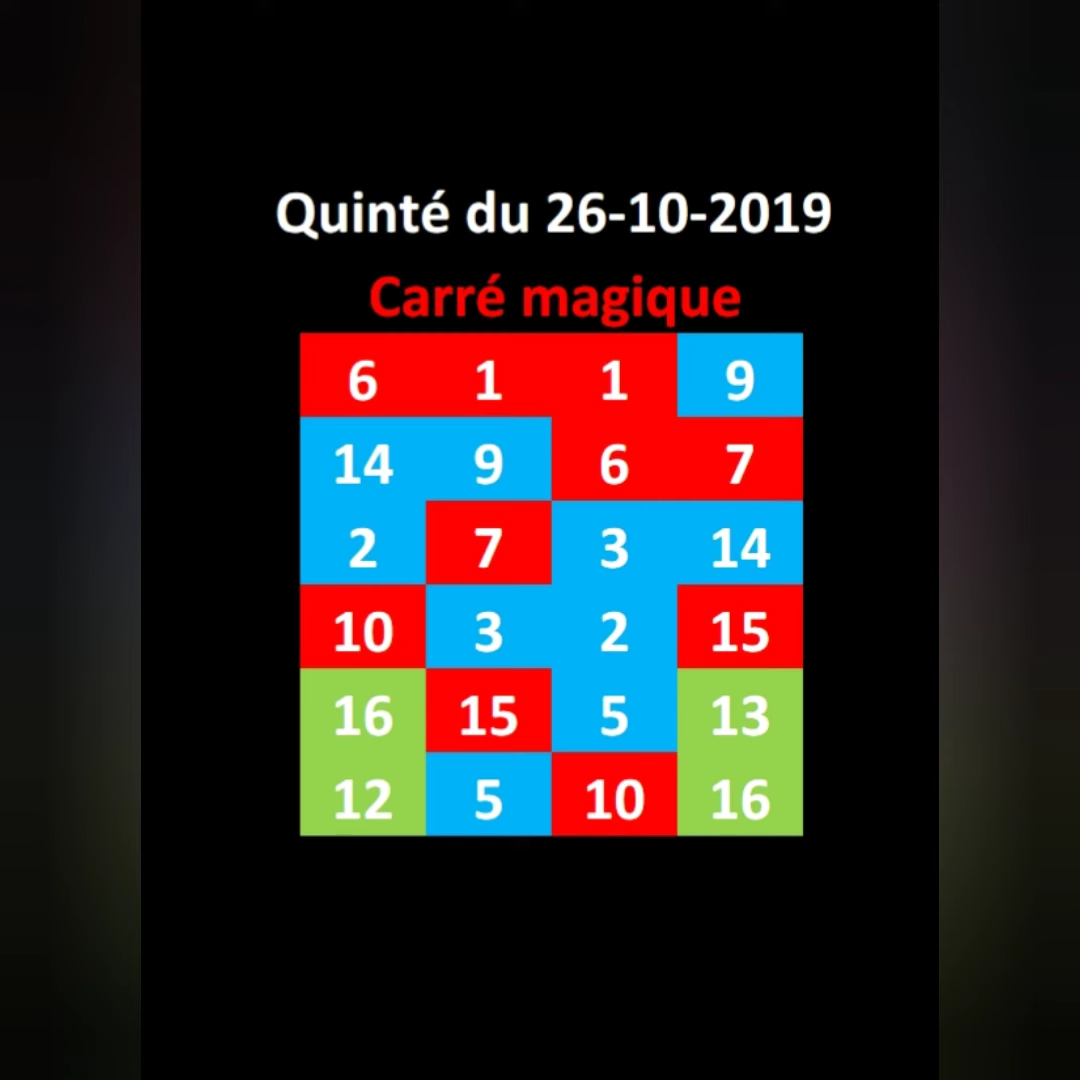 Quinté du 26-10-2019
Carré magique
6 1 1 9
14 9 6 7
2 7 3 14
10 3 2 15
16 15 5 13
12 5 10 16